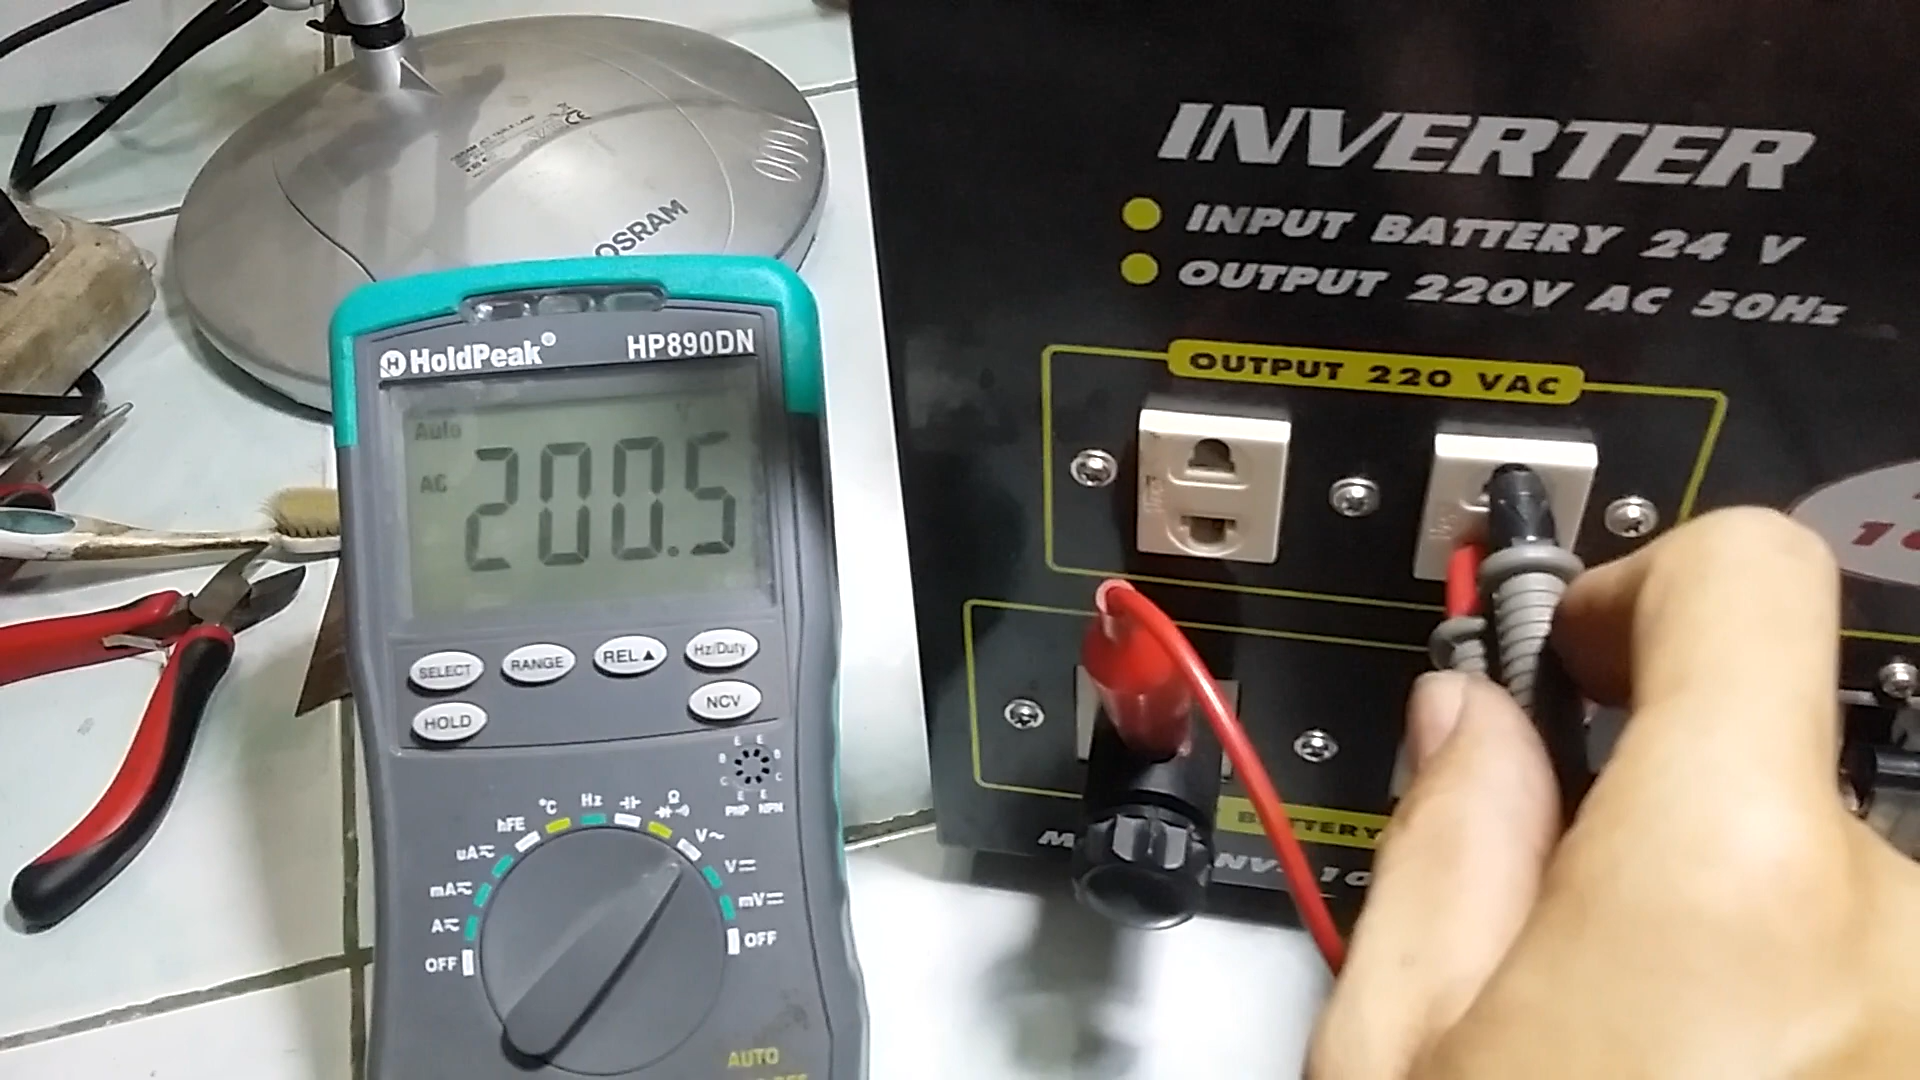 OSRAM
CE
INVERTER
INPUT BATTERY 24 V
OUTPUT 220V AC 50Hz
OUTPUT 220 VAC
HoldPeak®
HP890DN
Auto
V
AC
200.5
SELECT
RANGE
REL▲
Hz/Duty
HOLD
NCV
E E
B B
C C
E E
PNP NPN
°C
Hz
Ω
hFE
V~
uA
V
mA
mV
A
OFF
OFF
AUTO
BATTERY